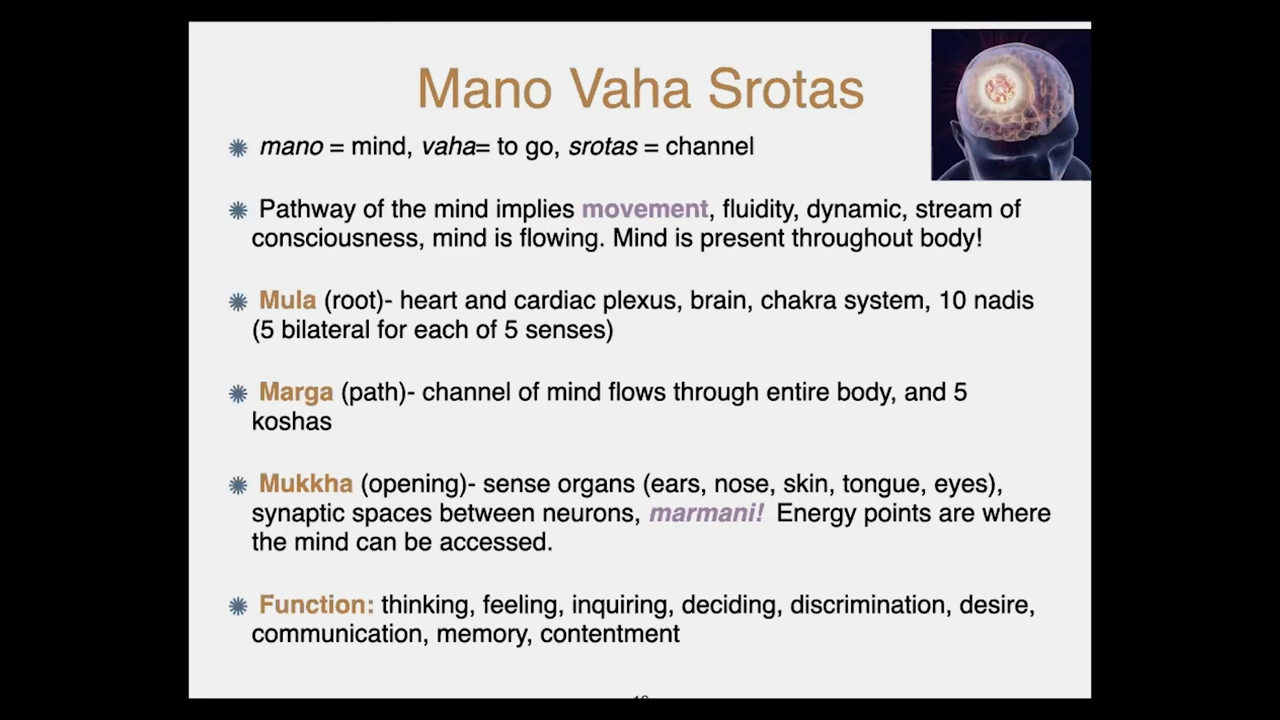 Mano Vaha Srotas
mano = mind, vaha= to go, srotas = channel
Pathway of the mind implies movement, fluidity, dynamic, stream of
consciousness, mind is flowing. Mind is present throughout body!
Mula (root)- heart and cardiac plexus, brain, chakra system, 10 nadis
(5 bilateral for each of 5 senses)
Marga (path)- channel of mind flows through entire body, and 5
koshas
Mukkha (opening)- sense organs (ears, nose, skin, tongue, eyes),
synaptic spaces between neurons, marmani! Energy points are where
the mind can be accessed.
Function: thinking, feeling, inquiring, deciding, discrimination, desire,
communication, memory, contentment